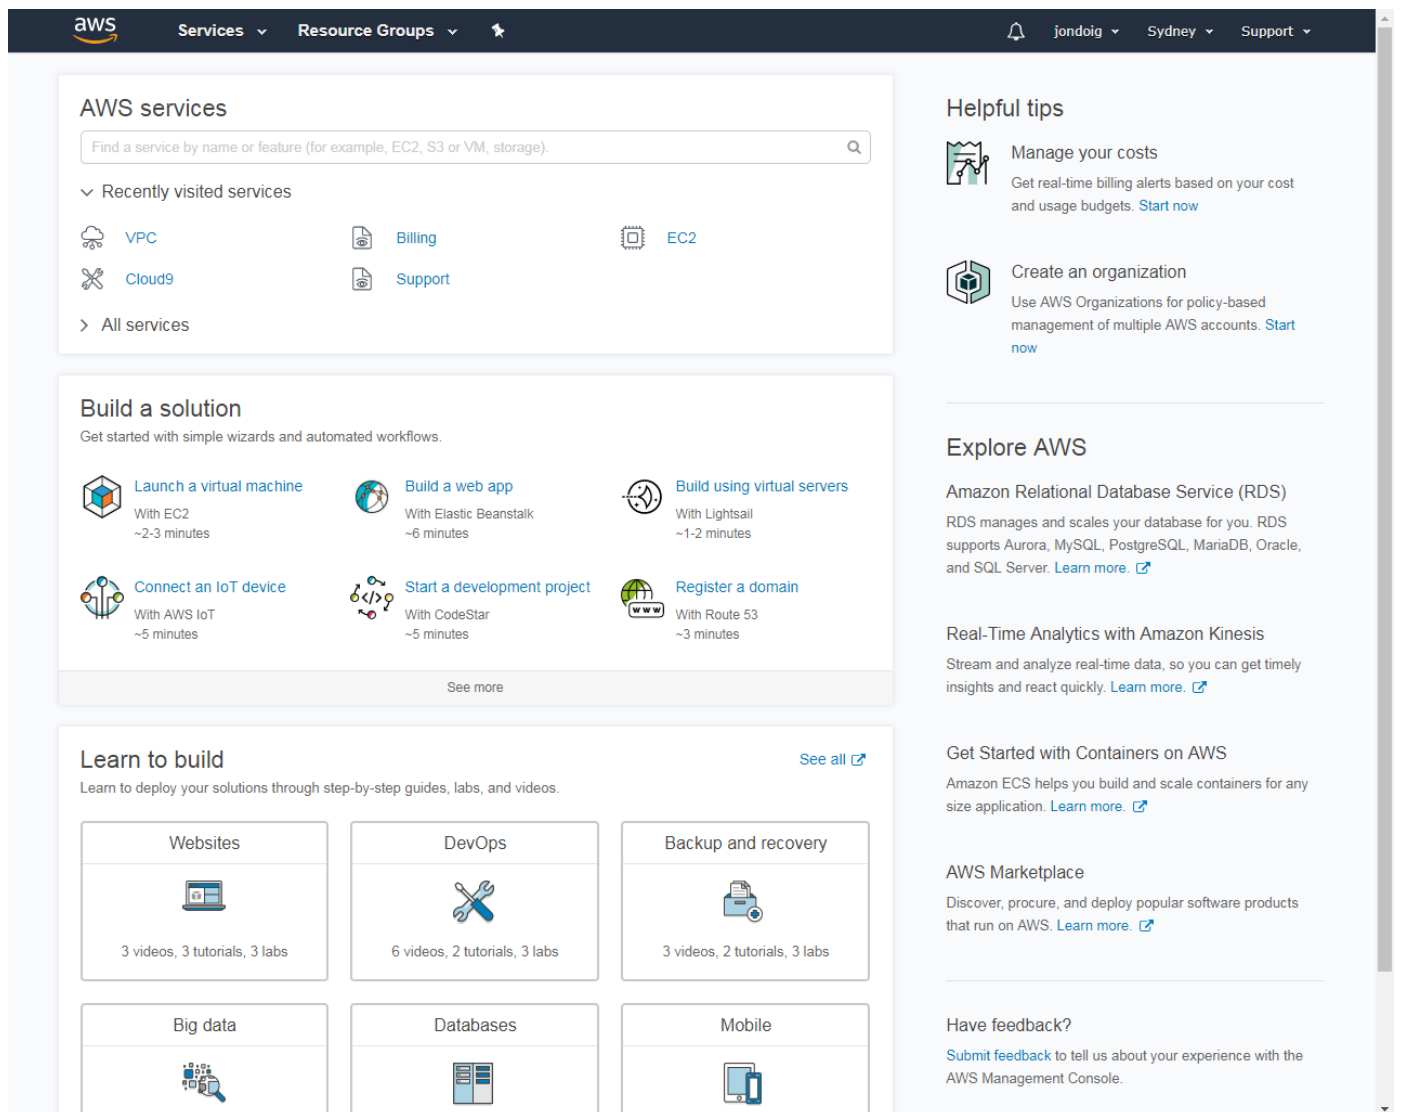 aws Services Resource Groups jondoig Sydney Support
AWS services
Find a service by name or feature (for example, EC2, S3 or VM, storage).
Recently visited services
VPC Billing EC2
Cloud9 Support
All services
Build a solution
Get started with simple wizards and automated workflows.
Launch a virtual machine
With EC2
~2-3 minutes
Build a web app
With Elastic Beanstalk
~6 minutes
Build using virtual servers
With Lightsail
~1-2 minutes
Connect an IoT device
With AWS IoT
~5 minutes
Start a development project
With CodeStar
~5 minutes
www
Register a domain
With Route 53
~3 minutes
See more
Learn to build
See all
Learn to deploy your solutions through step-by-step guides, labs, and videos.
Websites
3 videos, 3 tutorials, 3 labs
DevOps
6 videos, 2 tutorials, 3 labs
Backup and recovery
3 videos, 2 tutorials, 3 labs
Big data
Databases
Mobile
Helpful tips
Manage your costs
Get real-time billing alerts based on your cost
and usage budgets. Start now
Create an organization
Use AWS Organizations for policy-based
management of multiple AWS accounts. Start
now
Explore AWS
Amazon Relational Database Service (RDS)
RDS manages and scales your database for you. RDS
supports Aurora, MySQL, PostgreSQL, MariaDB, Oracle,
and SQL Server. Learn more.
Real-Time Analytics with Amazon Kinesis
Stream and analyze real-time data, so you can get timely
insights and react quickly. Learn more.
Get Started with Containers on AWS
Amazon ECS helps you build and scale containers for any
size application. Learn more.
AWS Marketplace
Discover, procure, and deploy popular software products
that run on AWS. Learn more.
Have feedback?
Submit feedback to tell us about your experience with the
AWS Management Console.